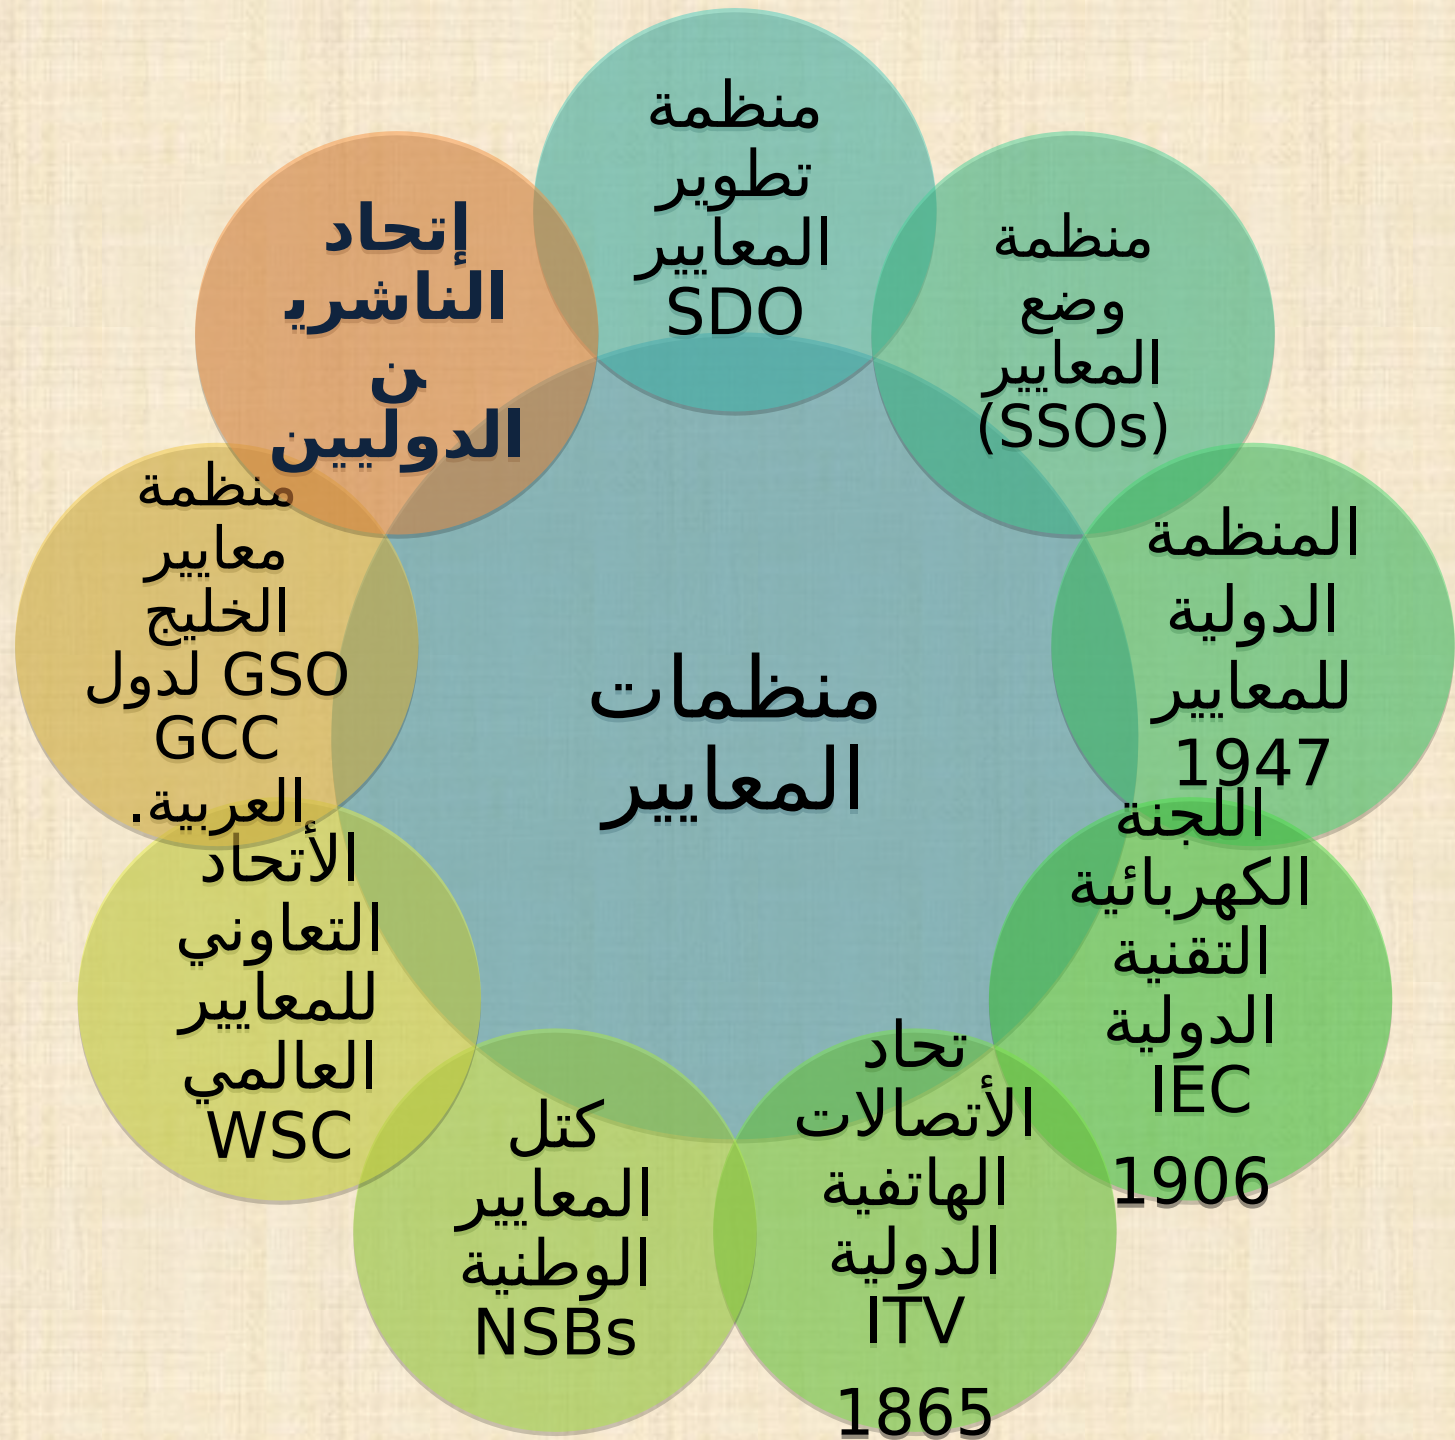 منظمات
المعايير
منظمة
تطوير
المعايير
SDO
منظمة
وضع
المعايير
(SSOs)
المنظمة
الدولية
للمعايير
1947
اللجنة
الكهربائية
التقنية
الدولية
IEC
1906
تحاد
الأتصالات
الهاتفية
الدولية
ITV
1865
كتل
المعايير
الوطنية
NSBs
الأتحاد
التعاوني
للمعايير
العالمي
WSC
منظمة
معايير
الخليج
GSO لدول
GCC
العربية.
إتحاد
الناشري
ن
الدوليين